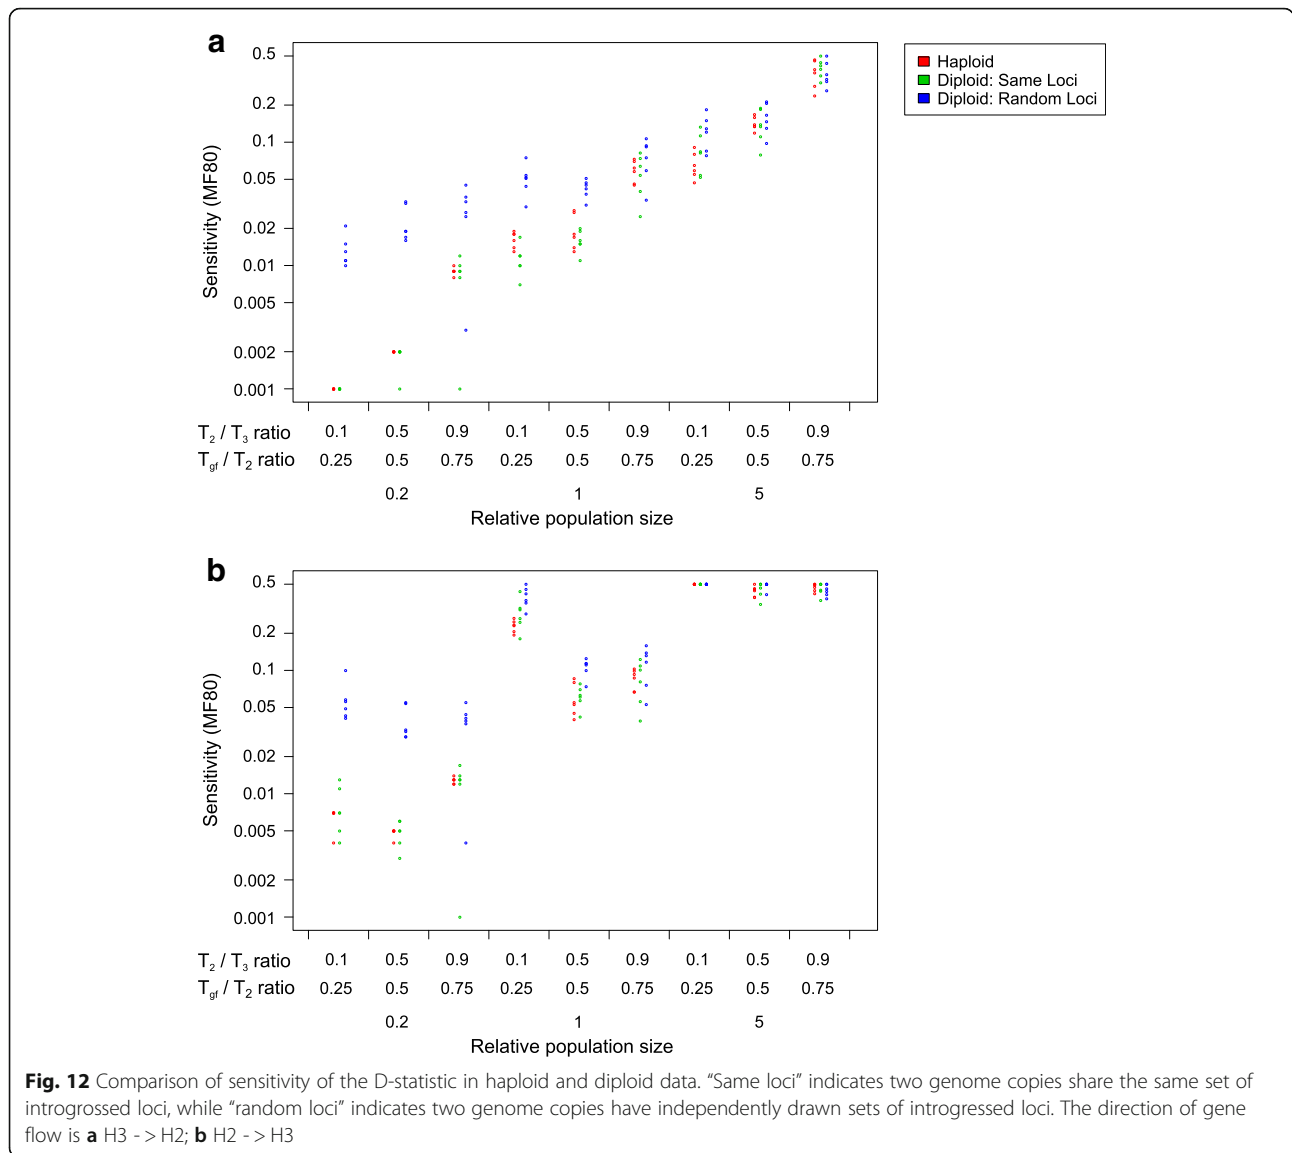 a
Haploid
Diploid: Same Loci
Diploid: Random Loci
Sensitivity (MF80)
0.5
0.2
0.1
0.05
0.02
0.01
0.005
0.002
0.001
T2 / T3 ratio 0.1 0.5 0.9 0.1 0.5 0.9 0.1 0.5 0.9
Tgf / T2 ratio 0.25 0.5 0.75 0.25 0.5 0.75 0.25 0.5 0.75
0.2 1 5
Relative population size
b
Sensitivity (MF80)
0.5
0.2
0.1
0.05
0.02
0.01
0.005
0.002
0.001
T2 / T3 ratio 0.1 0.5 0.9 0.1 0.5 0.9 0.1 0.5 0.9
Tgf / T2 ratio 0.25 0.5 0.75 0.25 0.5 0.75 0.25 0.5 0.75
0.2 1 5
Relative population size
Fig. 12 Comparison of sensitivity of the D-statistic in haploid and diploid data. “Same loci” indicates two genome copies share the same set of
introgrossed loci, while “random loci” indicates two genome copies have independently drawn sets of introgressed loci. The direction of gene
flow is a H3 - > H2; b H2 - > H3